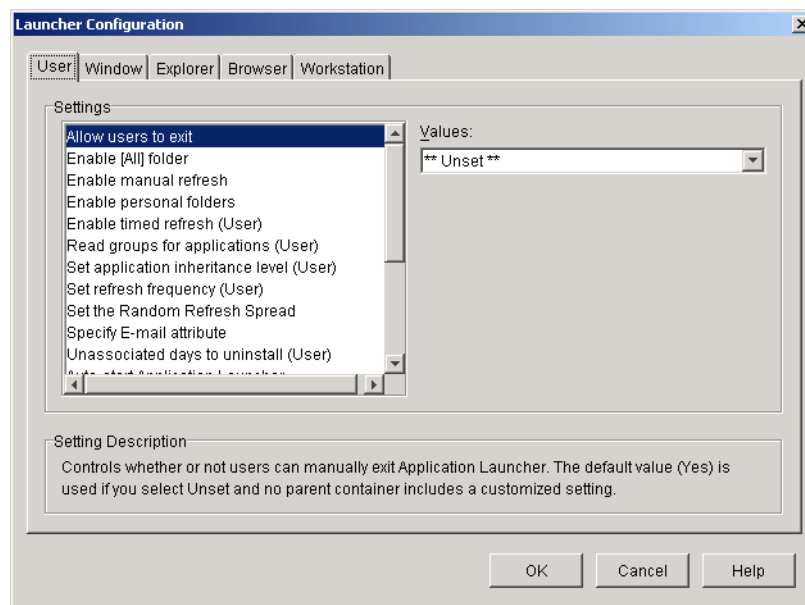 Launcher Configuration
User Window Explorer Browser Workstation
Settings
Allow users to exit
Enable [All] folder
Enable manual refresh
Enable personal folders
Enable timed refresh (User)
Read groups for applications (User)
Set application inheritance level (User)
Set refresh frequency (User)
Set the Random Refresh Spread
Specify E-mail attribute
Unassociated days to uninstall (User)
Auto-start Application Launcher
Values:
** Unset **
Setting Description
Controls whether or not users can manually exit Application Launcher. The default value (Yes) is
used if you select Unset and no parent container includes a customized setting.
OK Cancel Help